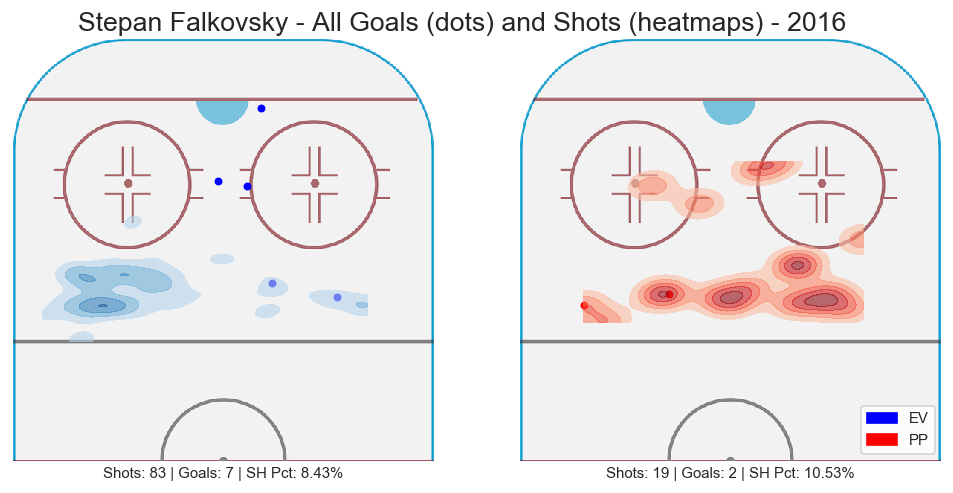 Stepan Falkovsky - All Goals (dots) and Shots (heatmaps) - 2016
EV
PP
Shots: 83 | Goals: 7 | SH Pct: 8.43%
Shots: 19 | Goals: 2 | SH Pct: 10.53%